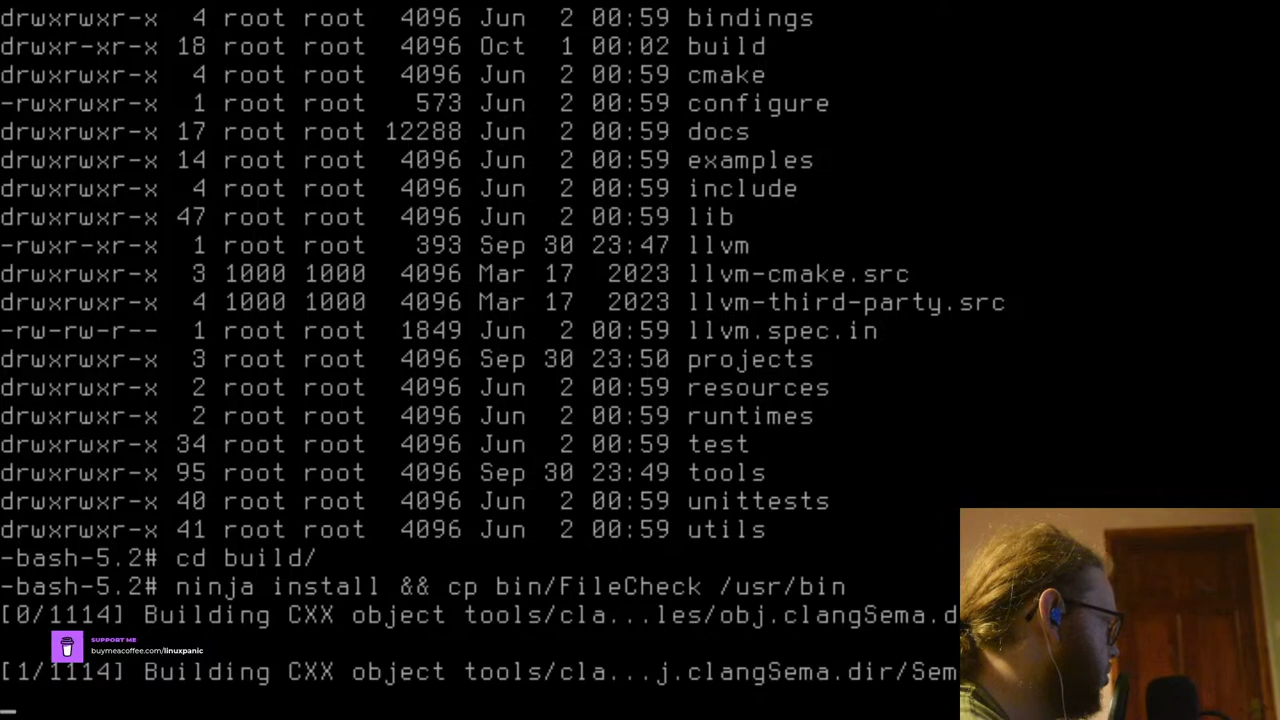 drwxrwxr-x  4 root root  4096 Jun  2 00:59 bindings
drwxr-xr-x 18 root root  4096 Oct  1 00:02 build
drwxrwxr-x  4 root root  4096 Jun  2 00:59 cmake
-rwxrwxr-x  1 root root   573 Jun  2 00:59 configure
drwxrwxr-x 17 root root 12288 Jun  2 00:59 docs
drwxrwxr-x 14 root root  4096 Jun  2 00:59 examples
drwxrwxr-x  4 root root  4096 Jun  2 00:59 include
drwxrwxr-x 47 root root  4096 Jun  2 00:59 lib
-rwxr-xr-x  1 root root   393 Sep 30 23:47 llvm
drwxrwxr-x  3 1000 1000  4096 Mar 17  2023 llvm-cmake.src
drwxrwxr-x  4 1000 1000  4096 Mar 17  2023 llvm-third-party.src
-rw-rw-r--  1 root root  1849 Jun  2 00:59 llvm.spec.in
drwxrwxr-x  3 root root  4096 Sep 30 23:50 projects
drwxrwxr-x  2 root root  4096 Jun  2 00:59 resources
drwxrwxr-x  2 root root  4096 Jun  2 00:59 runtimes
drwxrwxr-x 34 root root  4096 Jun  2 00:59 test
drwxrwxr-x 95 root root  4096 Sep 30 23:49 tools
drwxrwxr-x 40 root root  4096 Jun  2 00:59 unittests
drwxrwxr-x 41 root root  4096 Jun  2 00:59 utils
-bash-5.2# cd build/
-bash-5.2# ninja install && cp bin/FileCheck /usr/bin
[0/1114] Building CXX object tools/cla...les/obj.clangSema.d
SUPPORT ME
buymeacoffee.com/linuxpanic
[1/1114] Building CXX object tools/cla...j.clangSema.dir/Sem